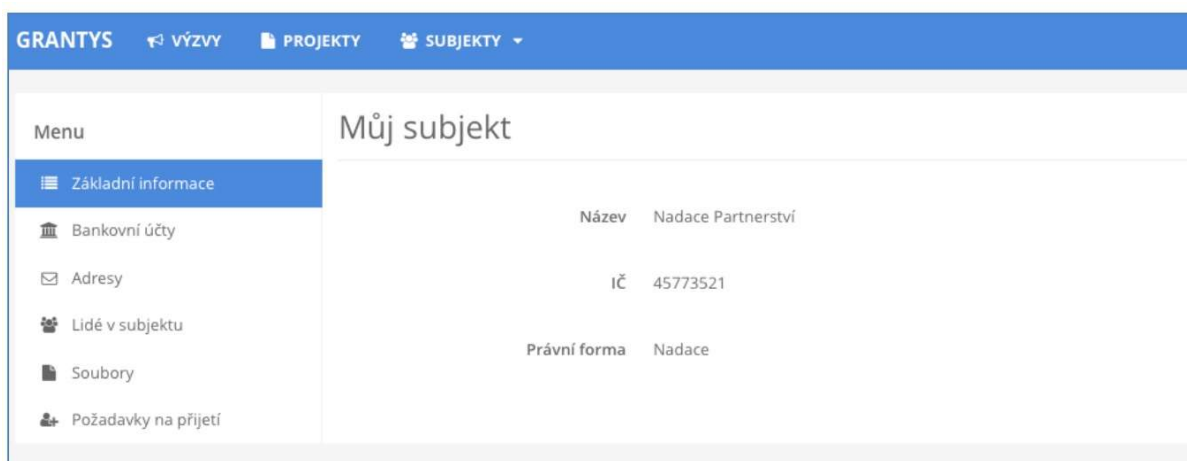 GRANTYS VÝZVY PROJEKTY SUBJEKTY
Menu
Základní informace
Bankovní účty
Adresy
Lidé v subjektu
Soubory
Požadavky na přijetí
Můj subjekt
Název Nadace Partnerství
IČ 45773521
Právní forma Nadace